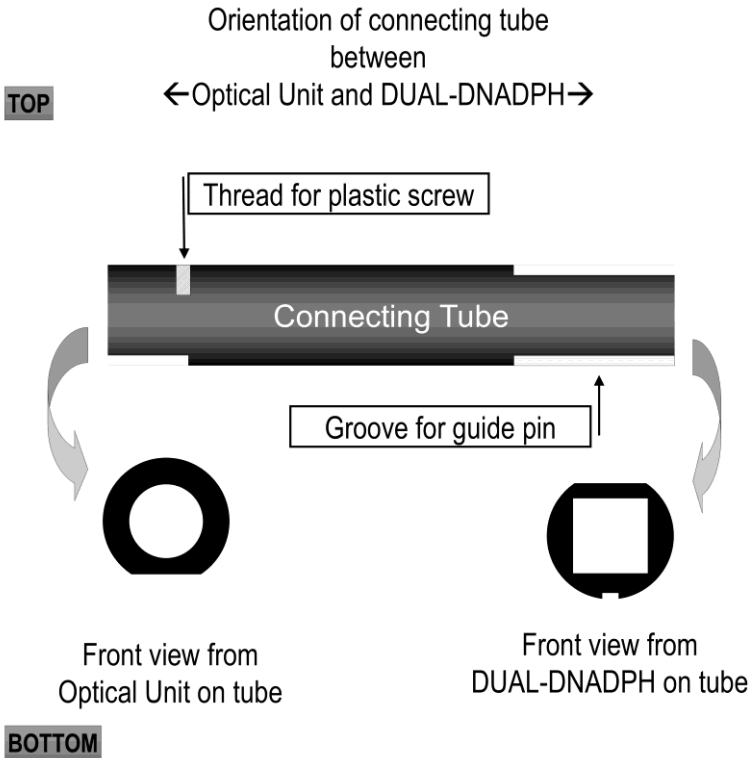 Orientation of connecting tube
between
←Optical Unit and DUAL-DNADPH→
TOP
Thread for plastic screw
Connecting Tube
Groove for guide pin
Front view from
Optical Unit on tube
Front view from
DUAL-DNADPH on tube
BOTTOM